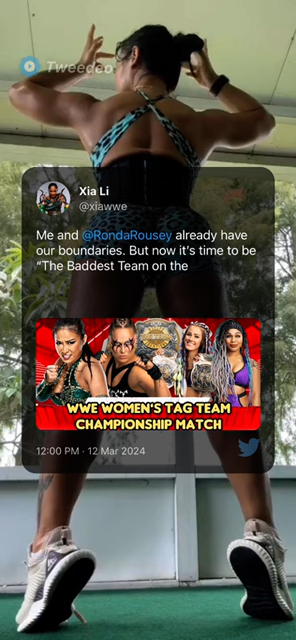 Tweedeo
Xia Li
@xiawwe
Me and @RondaRousey already have
our boundaries. But now it's time to be
"The Baddest Team on the
WWE WOMEN'S TAG TEAM
CHAMPIONSHIP MATCH
12:00 PM · 12 Mar 2024